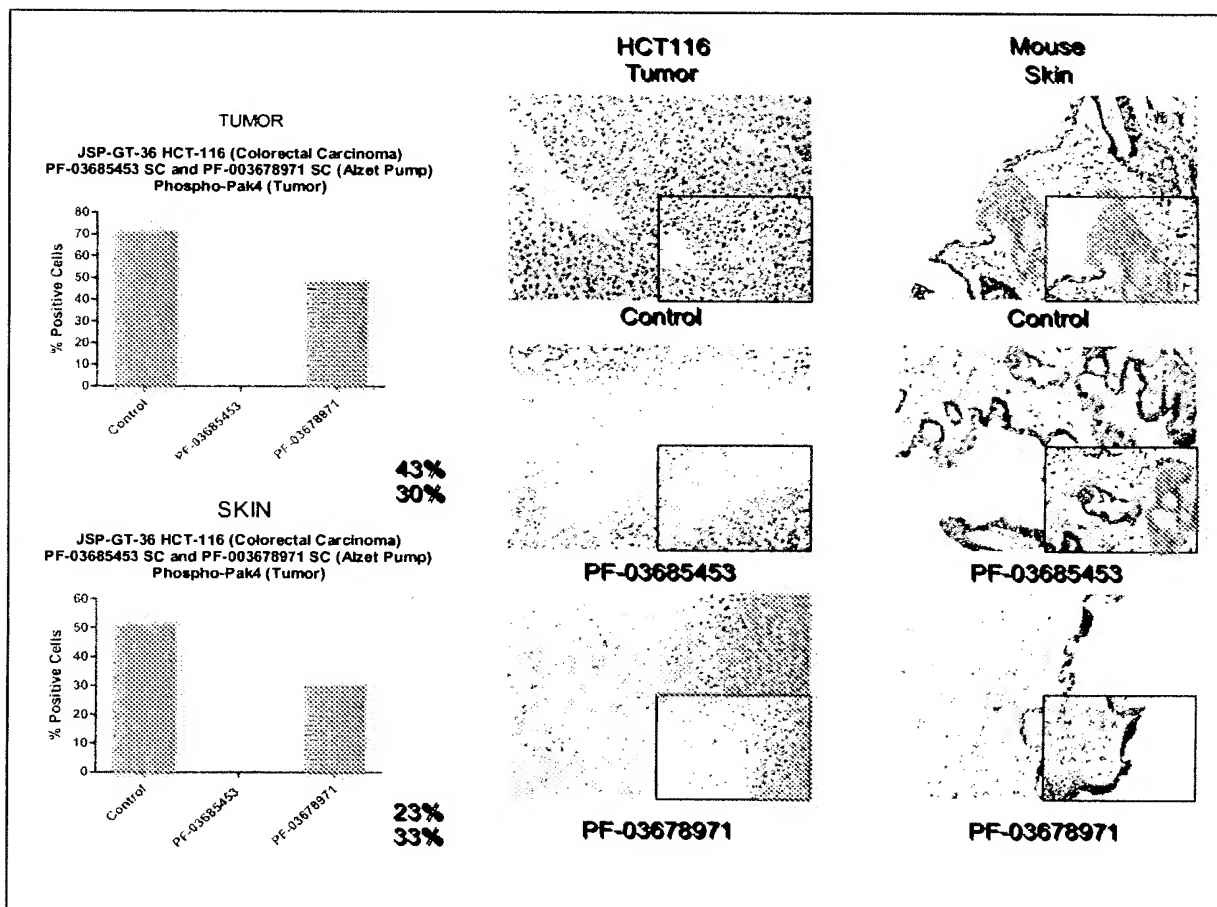 TUMOR
JSP-GT-36 HCT-116 (Colorectal Carcinoma)
PF-03685453 SC and PF-003678971 SC (Alzet Pump)
Phospho-Pak4 (Tumor)
% Positive Cells
80
70
60
50
40
30
20
10
0
Control
PF-03685453
PF-03678971
43%
30%
SKIN
JSP-GT-36 HCT-116 (Colorectal Carcinoma)
PF-03685453 SC and PF-003678971 SC (Alzet Pump)
Phospho-Pak4 (Tumor)
% Positive Cells
60
50
40
30
20
10
0
Control
PF-03685453
PF-03678971
23%
33%
HCT116
Tumor
Control
PF-03685453
PF-03678971
Mouse
Skin
Control
PF-03685453
PF-03678971